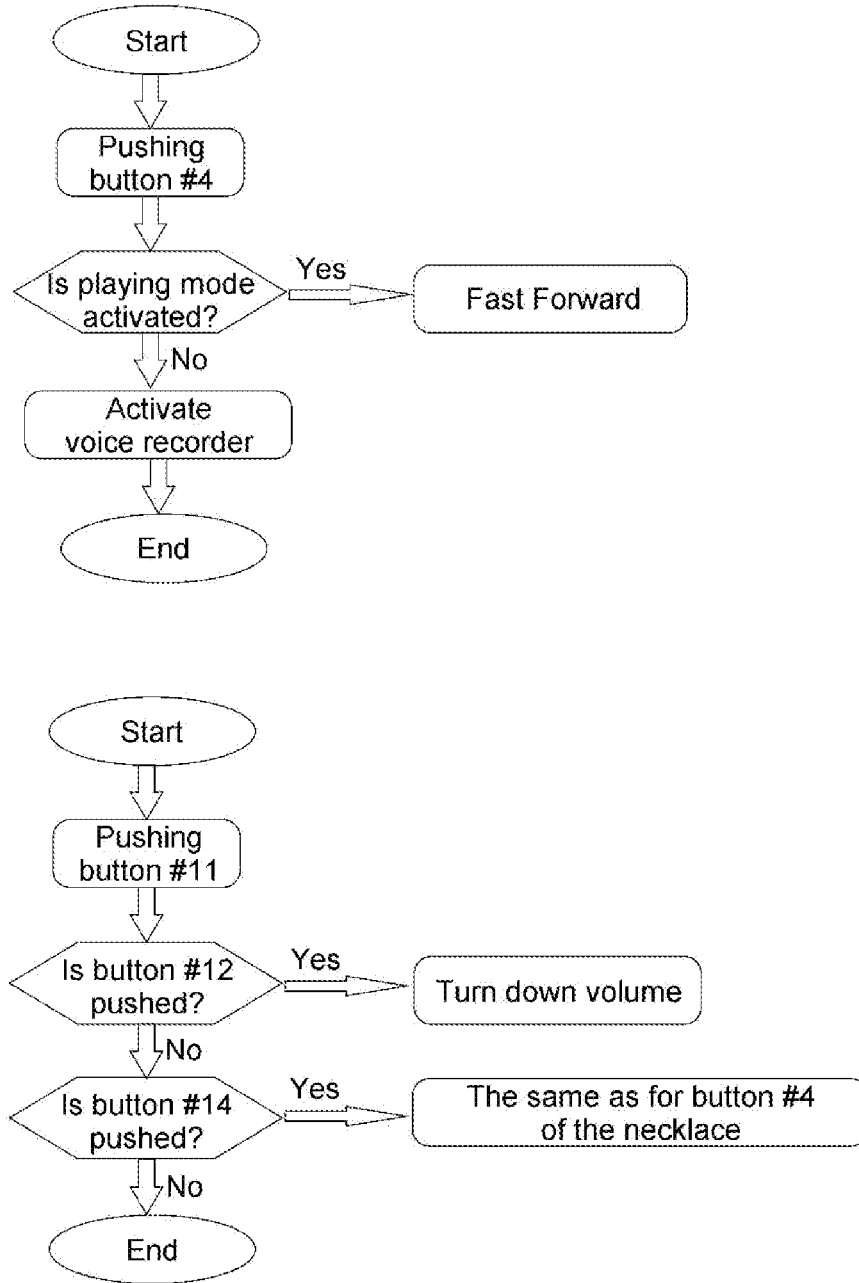 Start
Pushing
button #4
Is playing mode
activated?
Yes
Fast Forward
No
Activate
voice recorder
End
Start
Pushing
button #11
Is button #12
pushed?
Yes
Turn down volume
No
Is button #14
pushed?
Yes
The same as for button #4
of the necklace
No
End